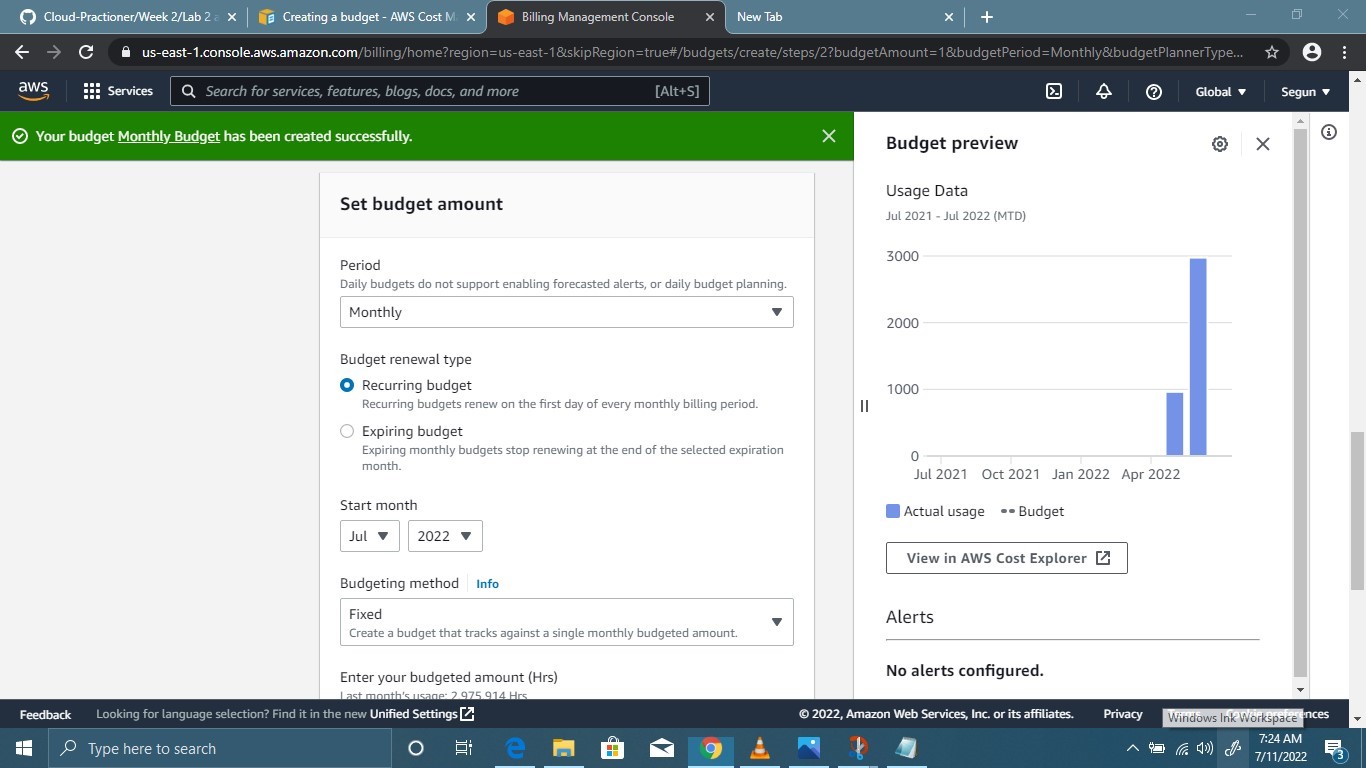 Cloud-Practioner/Week 2/Lab 2 a
Creating a budget - AWS Cost M
Billing Management Console
New Tab
us-east-1.console.aws.amazon.com/billing/home?region=us-east-1&skipRegion=true#/budgets/create/steps/2?budgetAmount=1&budgetPeriod=Monthly&budgetPlannerType...
aws
Services
Search for services, features, blogs, docs, and more
[Alt+S]
Global
Segun
Your budget Monthly Budget has been created successfully.
Set budget amount
Period
Daily budgets do not support enabling forecasted alerts, or daily budget planning.
Monthly
Budget renewal type
Recurring budget
Recurring budgets renew on the first day of every monthly billing period.
Expiring budget
Expiring monthly budgets stop renewing at the end of the selected expiration
month.
Start month
Jul
2022
Budgeting method
Info
Fixed
Create a budget that tracks against a single monthly budgeted amount.
Enter your budgeted amount (Hrs)
Last month's usage: 2,975.914 Hrs
Budget preview
Usage Data
Jul 2021 - Jul 2022 (MTD)
3000
2000
1000
0
Jul 2021 Oct 2021 Jan 2022 Apr 2022
Actual usage
Budget
View in AWS Cost Explorer
Alerts
No alerts configured.
Feedback
Looking for language selection? Find it in the new Unified Settings
© 2022, Amazon Web Services, Inc. or its affiliates.
Privacy
Windows Ink Workspace
Type here to search
7:24 AM
7/11/2022
3